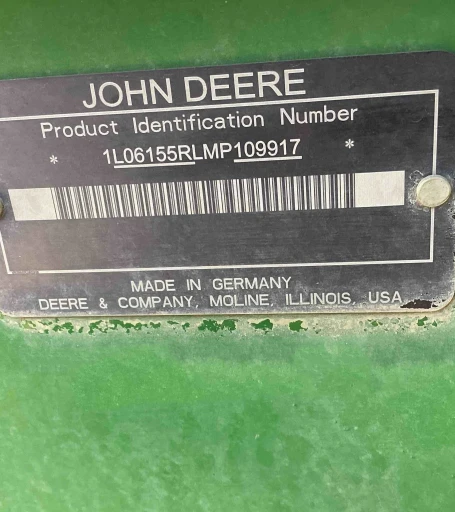 JOHN DEERE
Product Identification Number
* 1L06155RLMP109917 *
MADE IN GERMANY
DEERE & COMPANY, MOLINE, ILLINOIS, USA